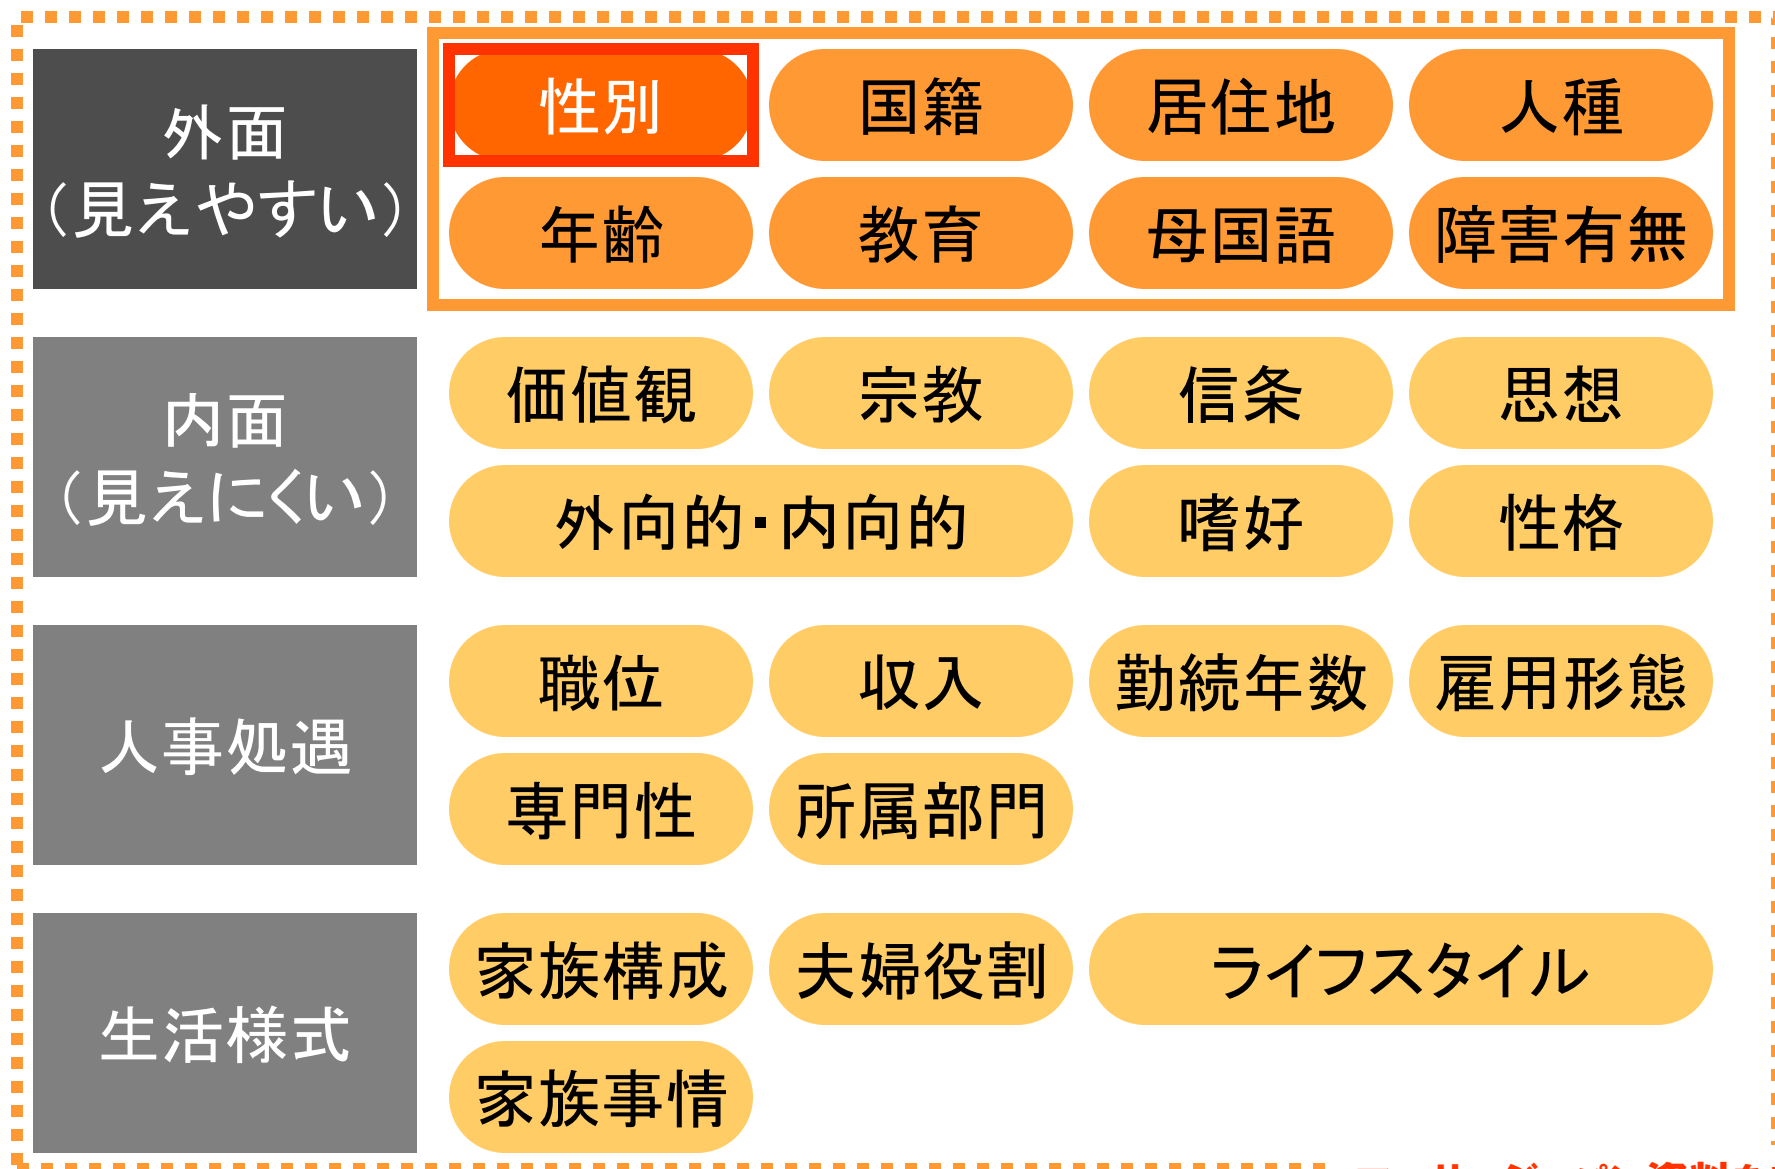 外面
（見えやすい）
性別 国籍 居住地 人種
年齢 教育 母国語 障害有無
内面
（見えにくい）
価値観 宗教 信条 思想
外向的・内向的 嗜好 性格
人事処遇
職位 収入 勤続年数 雇用形態
専門性 所属部門
生活様式
家族構成 夫婦役割 ライフスタイル
家族事情